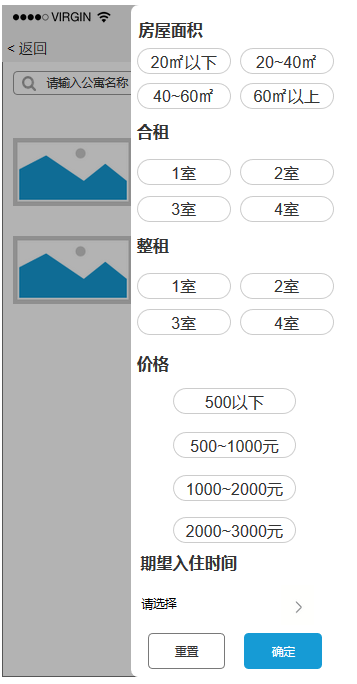 VIRGIN
< 返回
请输入公寓名称
房屋面积
20㎡以下 20~40㎡
40~60㎡ 60㎡以上
合租
1室 2室
3室 4室
整租
1室 2室
3室 4室
价格
500以下
500~1000元
1000~2000元
2000~3000元
期望入住时间
请选择
重置 确定